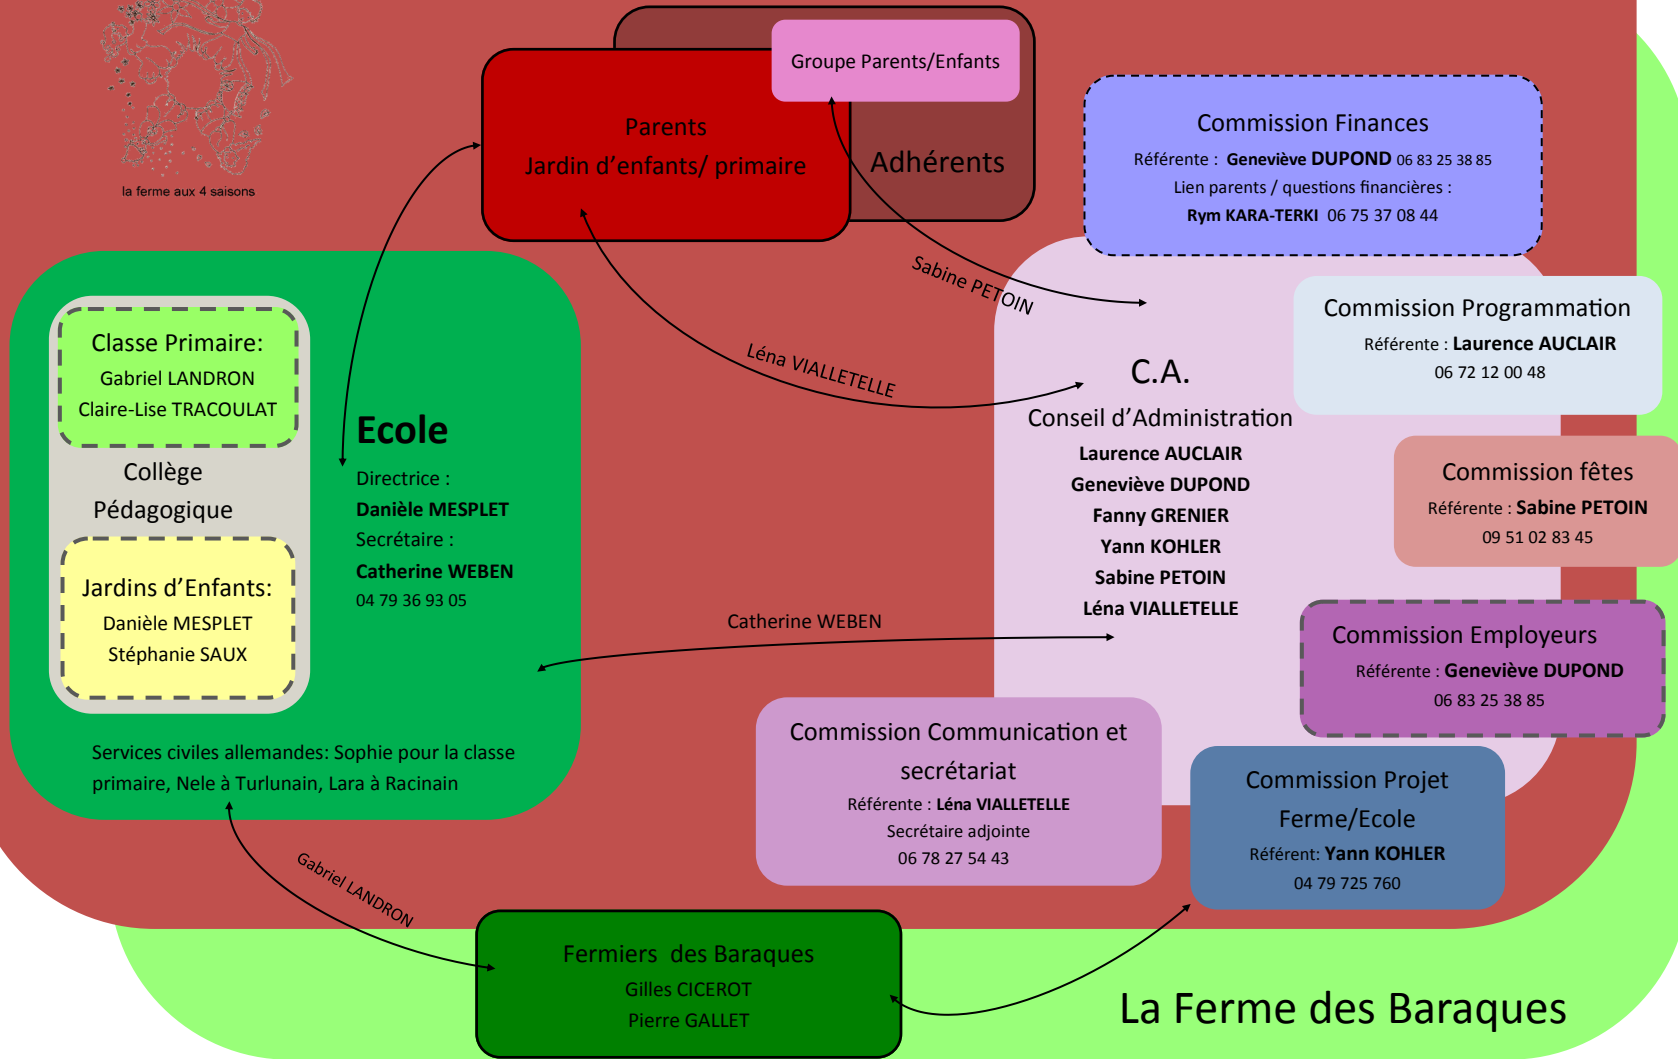 la ferme aux 4 saisons
Groupe Parents/Enfants
Parents
Jardin d’enfants/ primaire
Adhérents
Commission Finances
Référente : Geneviève DUPOND 06 83 25 38 85
Lien parents / questions financières :
Rym KARA-TERKI 06 75 37 08 44
Sabine PETOIN
Léna VIALLETELLE
Classe Primaire:
Gabriel LANDRON
Claire-Lise TRACOULAT
Collège
Pédagogique
Jardins d’Enfants:
Danièle MESPLET
Stéphanie SAUX
Ecole
Directrice :
Danièle MESPLET
Secrétaire :
Catherine WEBEN
04 79 36 93 05
Services civiles allemandes: Sophie pour la classe
primaire, Nele à Turlunain, Lara à Racinain
C.A.
Conseil d’Administration
Laurence AUCLAIR
Geneviève DUPOND
Fanny GRENIER
Yann KOHLER
Sabine PETOIN
Léna VIALLETELLE
Commission Programmation
Référente : Laurence AUCLAIR
06 72 12 00 48
Commission fêtes
Référente : Sabine PETOIN
09 51 02 83 45
Commission Employeurs
Référente : Geneviève DUPOND
06 83 25 38 85
Catherine WEBEN
Commission Communication et
secrétariat
Référente : Léna VIALLETELLE
Secrétaire adjointe
06 78 27 54 43
Commission Projet
Ferme/Ecole
Référent: Yann KOHLER
04 79 725 760
Gabriel LANDRON
Fermiers des Baraques
Gilles CICEROT
Pierre GALLET
La Ferme des Baraques